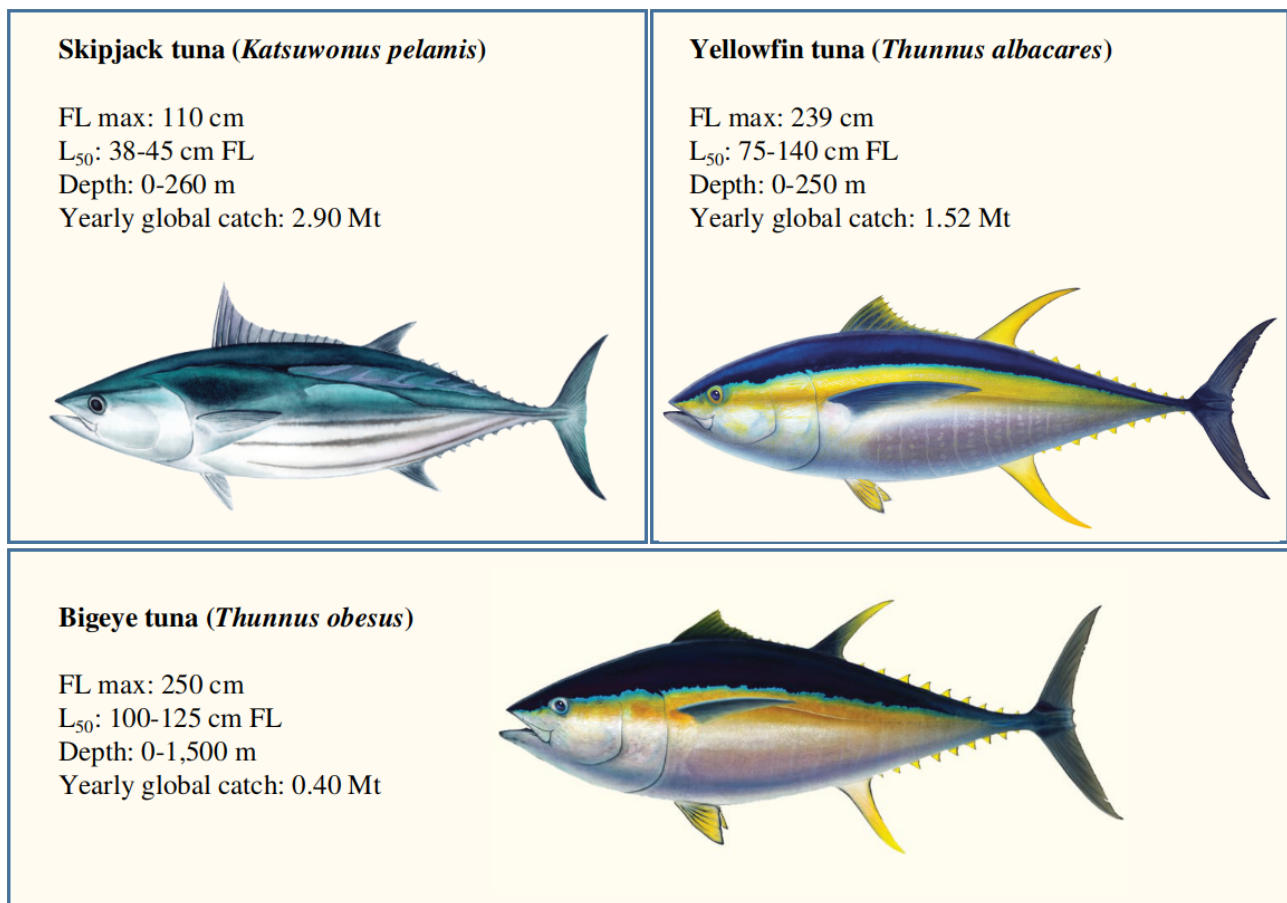 Skipjack tuna (Katsuwonus pelamis)
FL max: 110 cm
L50: 38-45 cm FL
Depth: 0-260 m
Yearly global catch: 2.90 Mt
Yellowfin tuna (Thunnus albacares)
FL max: 239 cm
L50: 75-140 cm FL
Depth: 0-250 m
Yearly global catch: 1.52 Mt
Bigeye tuna (Thunnus obesus)
FL max: 250 cm
L50: 100-125 cm FL
Depth: 0-1,500 m
Yearly global catch: 0.40 Mt